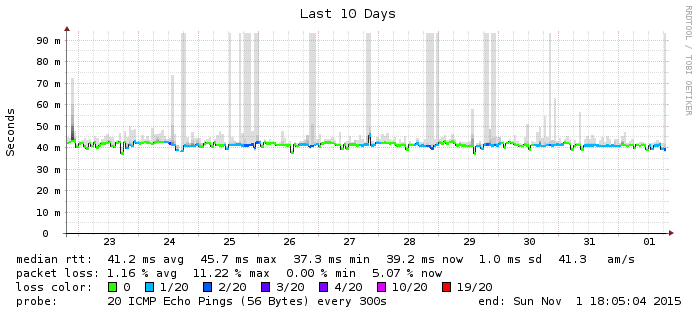 Last 10 Days
RRDTOOL / TOBI OETIKER
Seconds
90 m
80 m
70 m
60 m
50 m
40 m
30 m
20 m
10 m
0
23 24 25 26 27 28 29 30 31 01
median rtt: 41.2 ms avg 45.7 ms max 37.3 ms min 39.2 ms now 1.0 ms sd 41.3 am/s
packet loss: 1.16 % avg 11.22 % max 0.00 % min 5.07 % now
loss color: 0 1/20 2/20 3/20 4/20 10/20 19/20
probe: 20 ICMP Echo Pings (56 Bytes) every 300s end: Sun Nov 1 18:05:04 2015